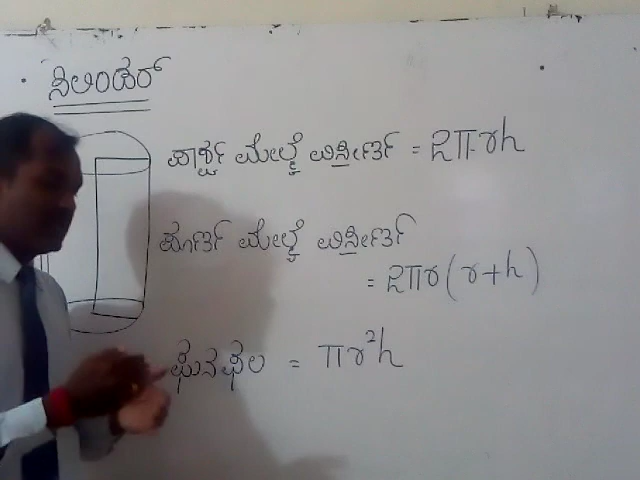 ಸಿಲಿಂಡರ್
ಪಾರ್ಶ್ವ ಮೇಲ್ಮೈ ವಿಸ್ತೀರ್ಣ = 2πrh
ಪೂರ್ಣ ಮೇಲ್ಮೈ ವಿಸ್ತೀರ್ಣ
= 2πr(r+h)
ಘನಫಲ = πr²h